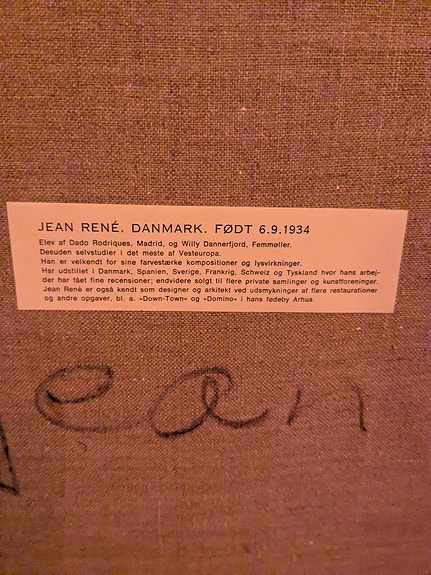 JEAN RENÉ, DANMARK. FØDT 6.9.1934
Elev af Dado Rodriques, Madrid, og Willy Dannerfjord, Femmøller.
Desuden selvstudier i det meste af Vesteuropa.
Han er velkendt for sine farvestærke kompositioner og lysvirkninger.
Har udstillet i Danmark, Spanien, Sverige, Frankrig, Schweiz og Tyskland hvor hans arbej-
der har fået fine recensioner; endvidere solgt til flere private samlinger og kunstforeninger.
Jean René er også kendt som designer og arkitekt ved udsmykninger af flere restaurationer
og andre opgaver, bl. a. »Down-Town« og »Domino« i hans fødeby Århus.
Jean